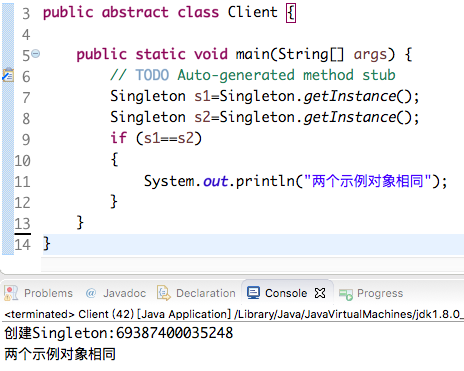 3 public abstract class Client {
4
5 public static void main(String[] args) {
6 // TODO Auto-generated method stub
7 Singleton s1=Singleton.getInstance();
8 Singleton s2=Singleton.getInstance();
9 if (s1==s2)
10 {
11 System.out.println("两个示例对象相同");
12 }
13 }
14 }
Problems @ Javadoc Declaration Console Progress
<terminated> Client (42) [Java Application] /Library/Java/JavaVirtualMachines/jdk1.8.0_
创建Singleton:69387400035248
两个示例对象相同